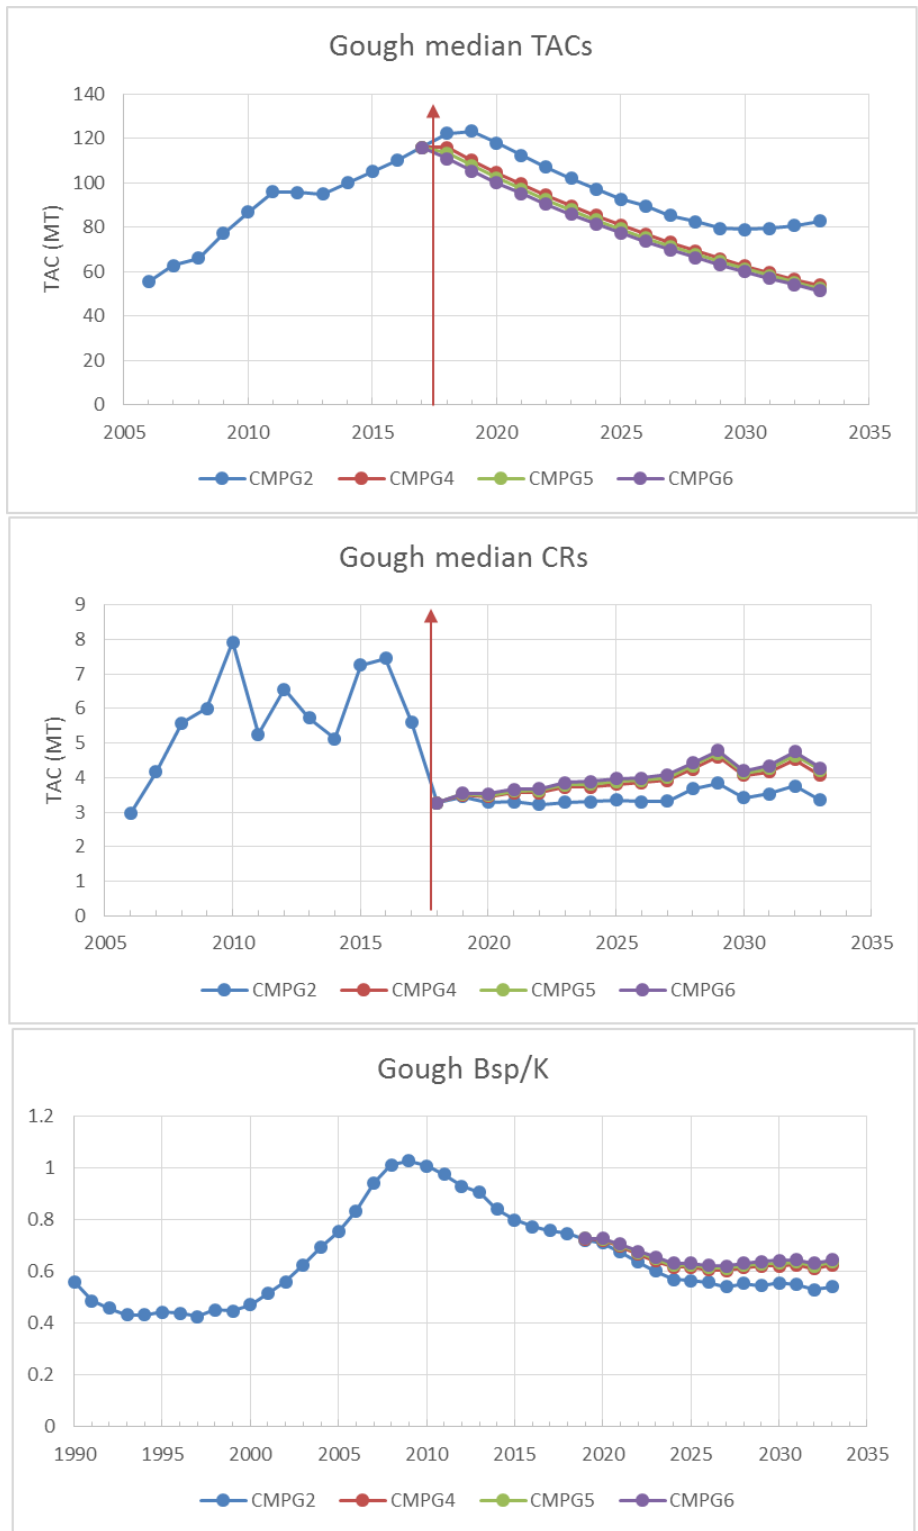 Gough median TACs
140
120
100
80
60
40
20
0
TAC (MT)
2005 2010 2015 2020 2025 2030 2035
CMPG2 CMPG4 CMPG5 CMPG6
Gough median CRs
9
8
7
6
5
4
3
2
1
0
TAC (MT)
2005 2010 2015 2020 2025 2030 2035
CMPG2 CMPG4 CMPG5 CMPG6
Gough Bsp/K
1.2
1
0.8
0.6
0.4
0.2
0
1990 1995 2000 2005 2010 2015 2020 2025 2030 2035
CMPG2 CMPG4 CMPG5 CMPG6